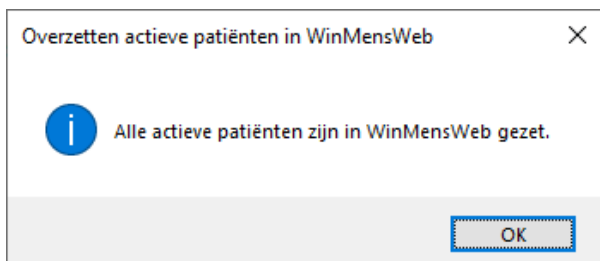 Overzetten actieve patiënten in WinMensWeb
Alle actieve patiënten zijn in WinMensWeb gezet.
OK